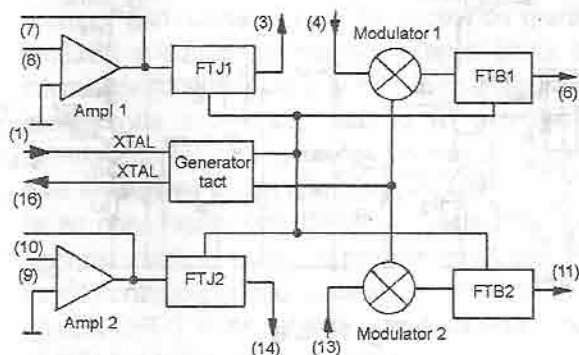 (7)
(8)
Ampl 1
FTJ1
(3)
(4)
Modulator 1
FTB1
(6)
(1)
XTAL
XTAL
(16)
Generator
tact
(10)
(9)
Ampl 2
FTJ2
(14)
(13)
Modulator 2
FTB2
(11)